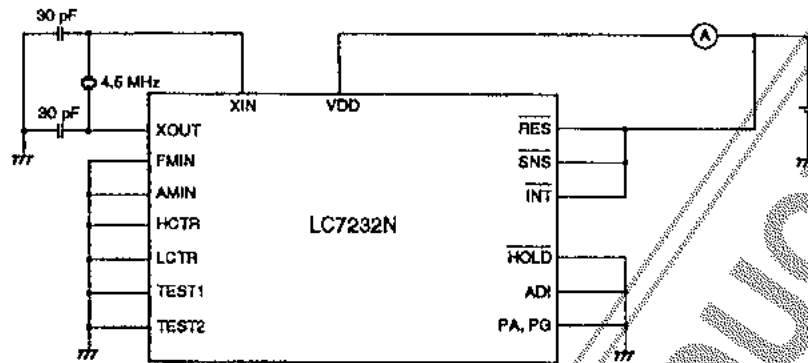 30 pF
4.5 MHz
30 pF
XIN
VDD
A
XOUT
FMIN
AMIN
HCTR
LCTR
TEST1
TEST2
LC7232N
RES
SNS
INT
HOLD
ADI
PA, PG